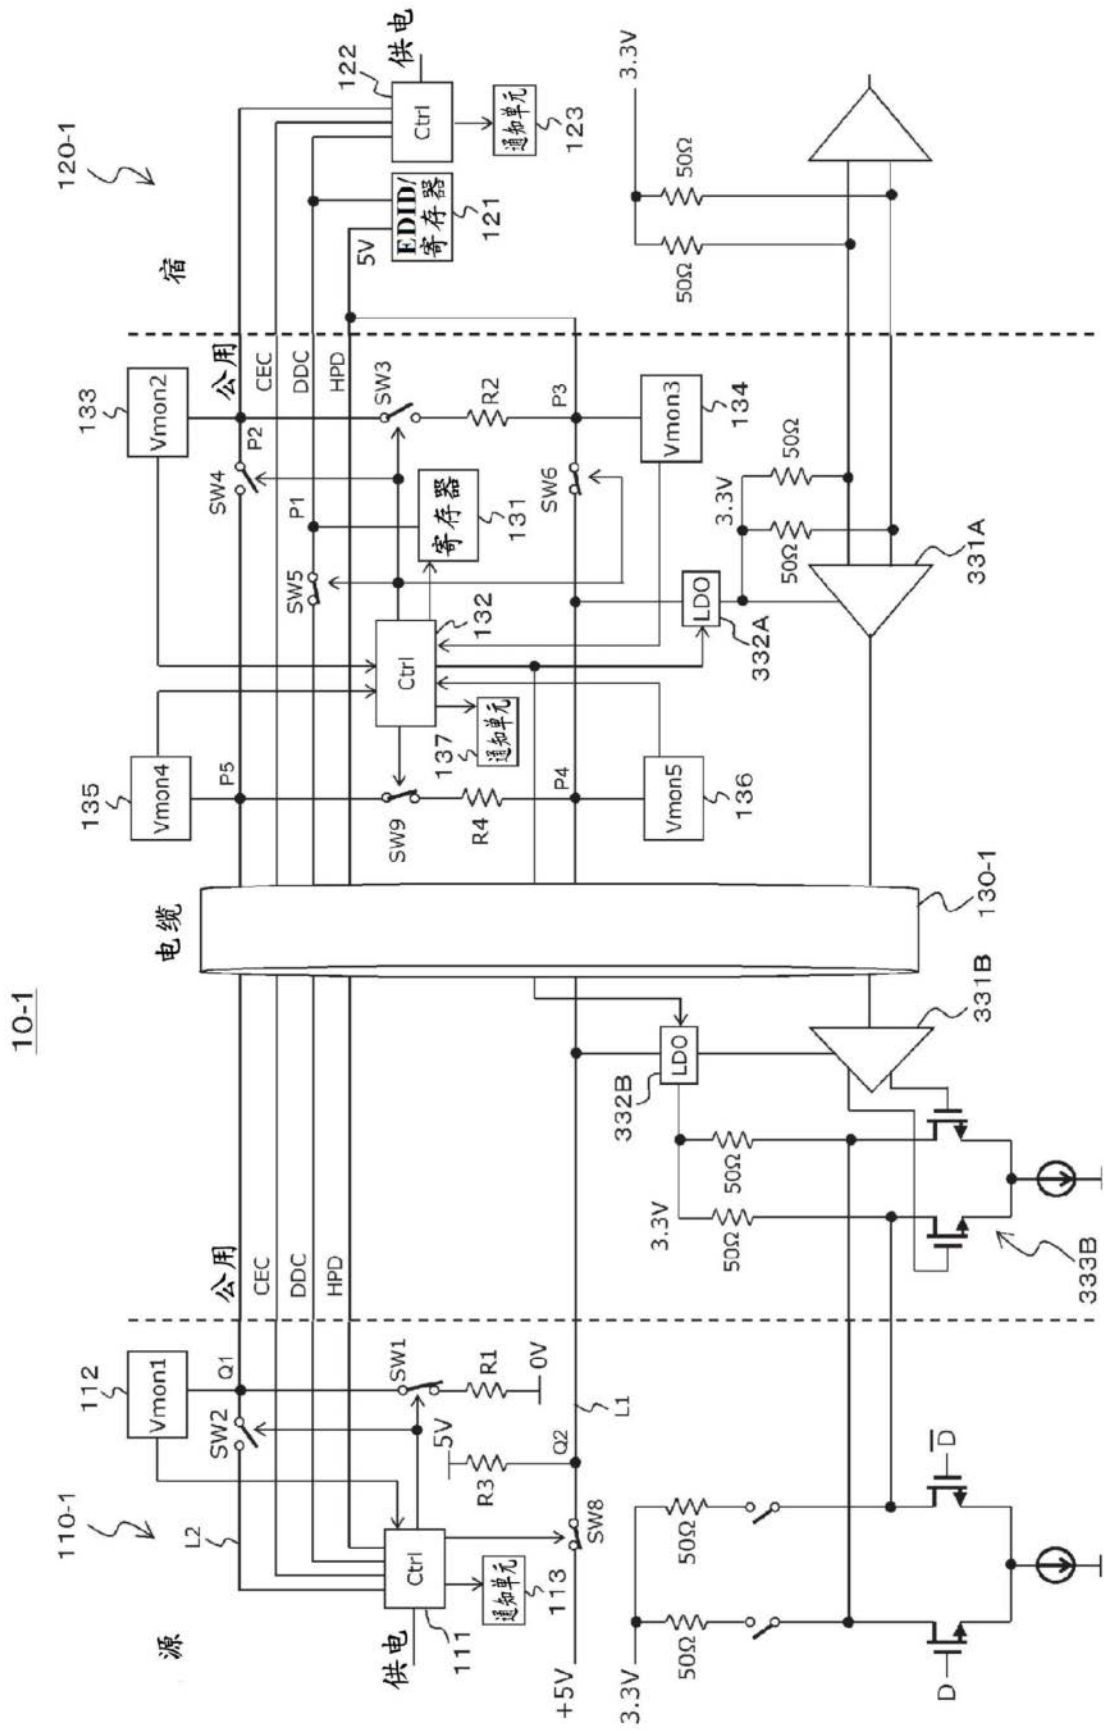 10-1
110-1
源
电缆
宿
120-1
112
Vmon1
135
Vmon4
133
Vmon2
L2
SW2
Q1
公用
P5
SW4
P2
公用
CEC
DDC
HPD
CEC
DDC
HPD
P1
SW5
供电
111
Ctrl
通知单元
113
SW1
R1
0V
5V
R3
Q2
SW8
L1
+5V
SW9
R4
P4
Ctrl
132
137
通知单元
寄存器
131
SW3
R2
P3
SW6
5V
EDID/
寄存器
121
供电
122
Ctrl
通知单元
123
Vmon5
136
Vmon3
134
3.3V
50Ω
50Ω
D
D̅
332B
LDO
3.3V
50Ω
50Ω
331B
333B
130-1
LDO
332A
3.3V
50Ω
50Ω
331A
3.3V
50Ω
50Ω